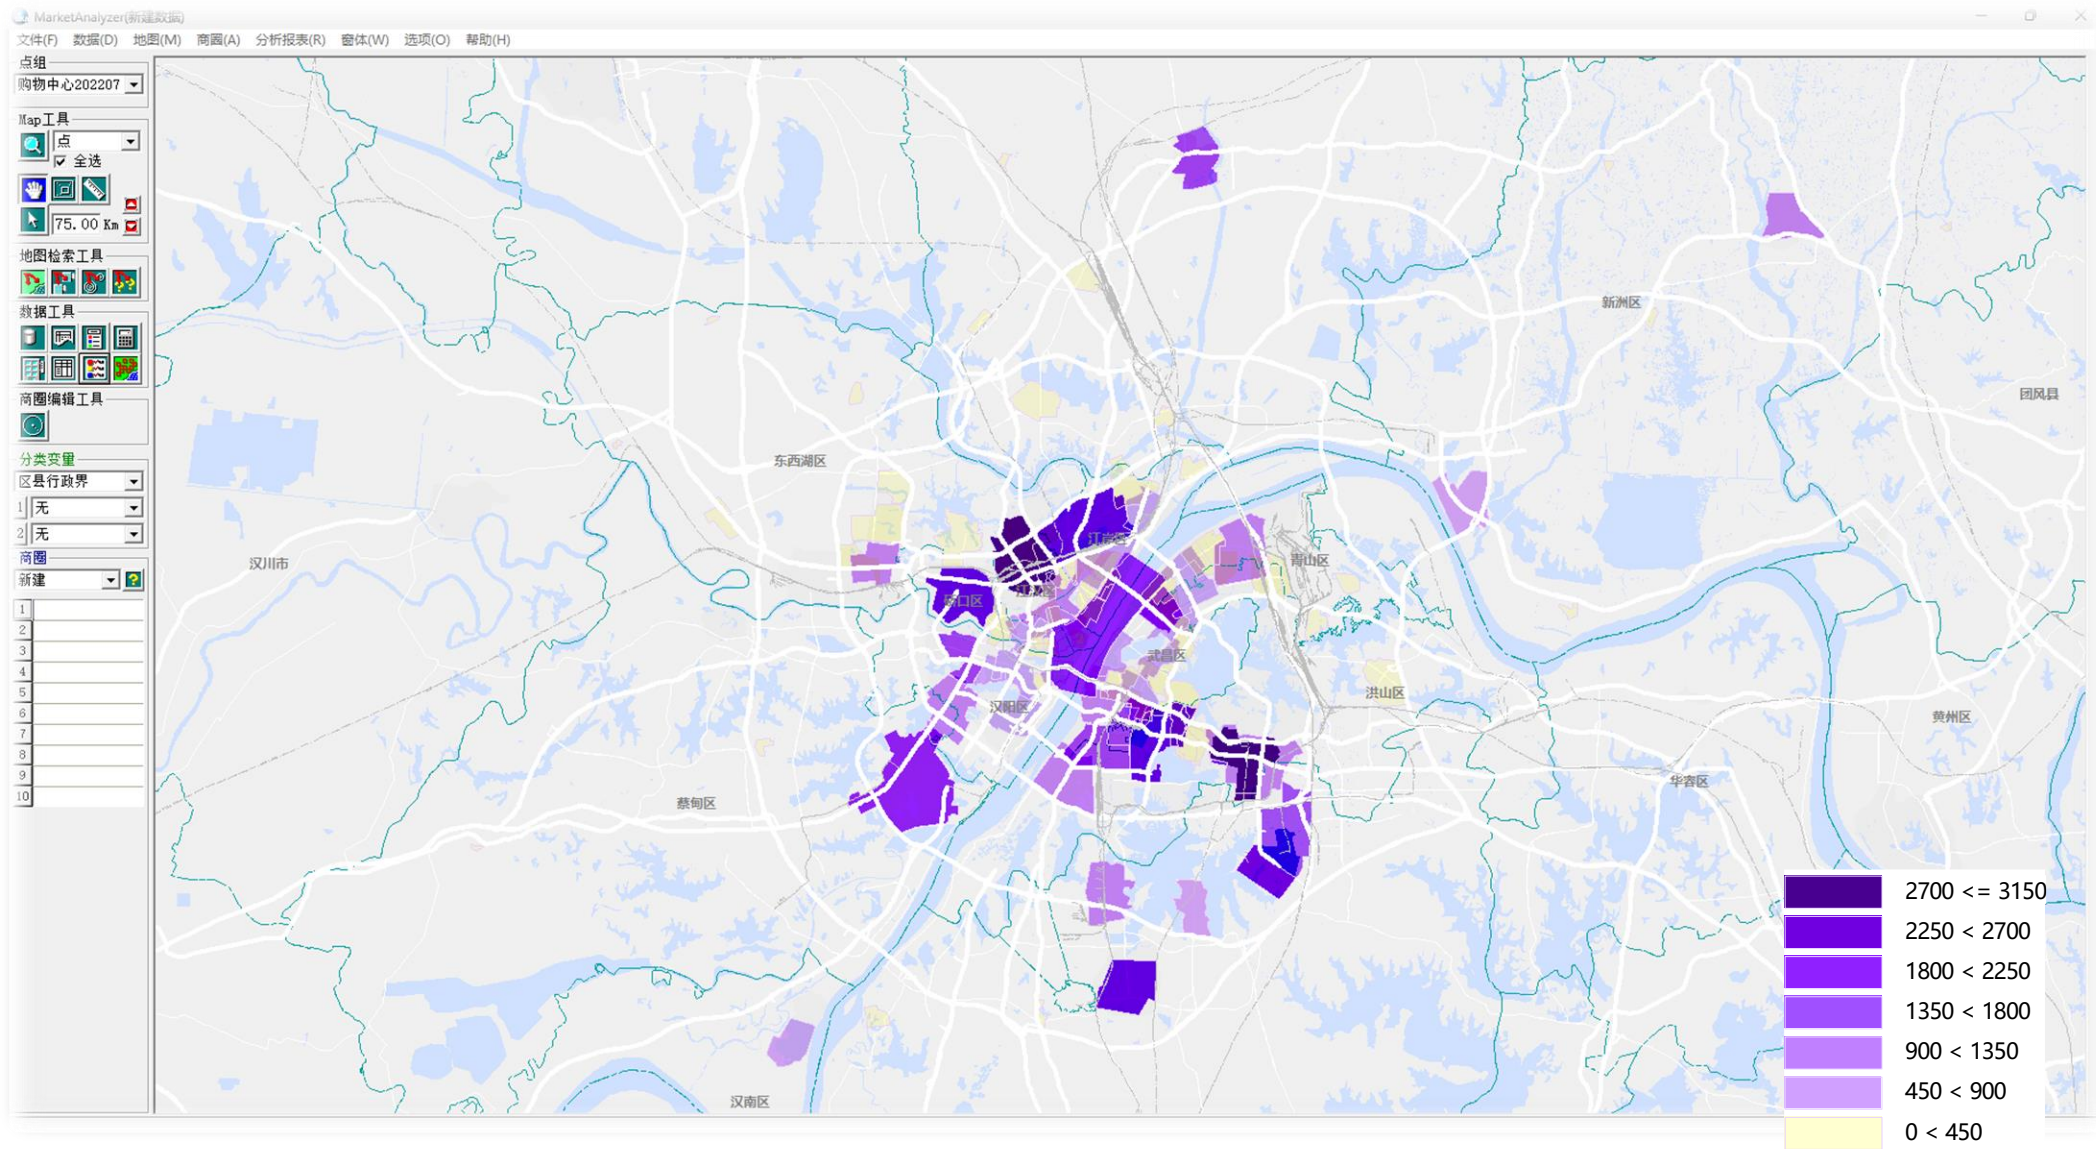 MarketAnalyzer(新建数据)
文件(F) 数据(D) 地图(M) 商圈(A) 分析报表(R) 窗体(W) 选项(O) 帮助(H)
点组
购物中心202207
Map工具
点
全选
75.00 Km
地图检索工具
数据工具
商圈编辑工具
分类变量
区县行政界
1 无
2 无
商圈
新建
1
2
3
4
5
6
7
8
9
10
新洲区
团风县
东西湖区
江岸区
汉川市
青山区
硚口区
武昌区
洪山区
汉阳区
黄州区
华容区
蔡甸区
汉南区
2700 <= 3150
2250 < 2700
1800 < 2250
1350 < 1800
900 < 1350
450 < 900
0 < 450